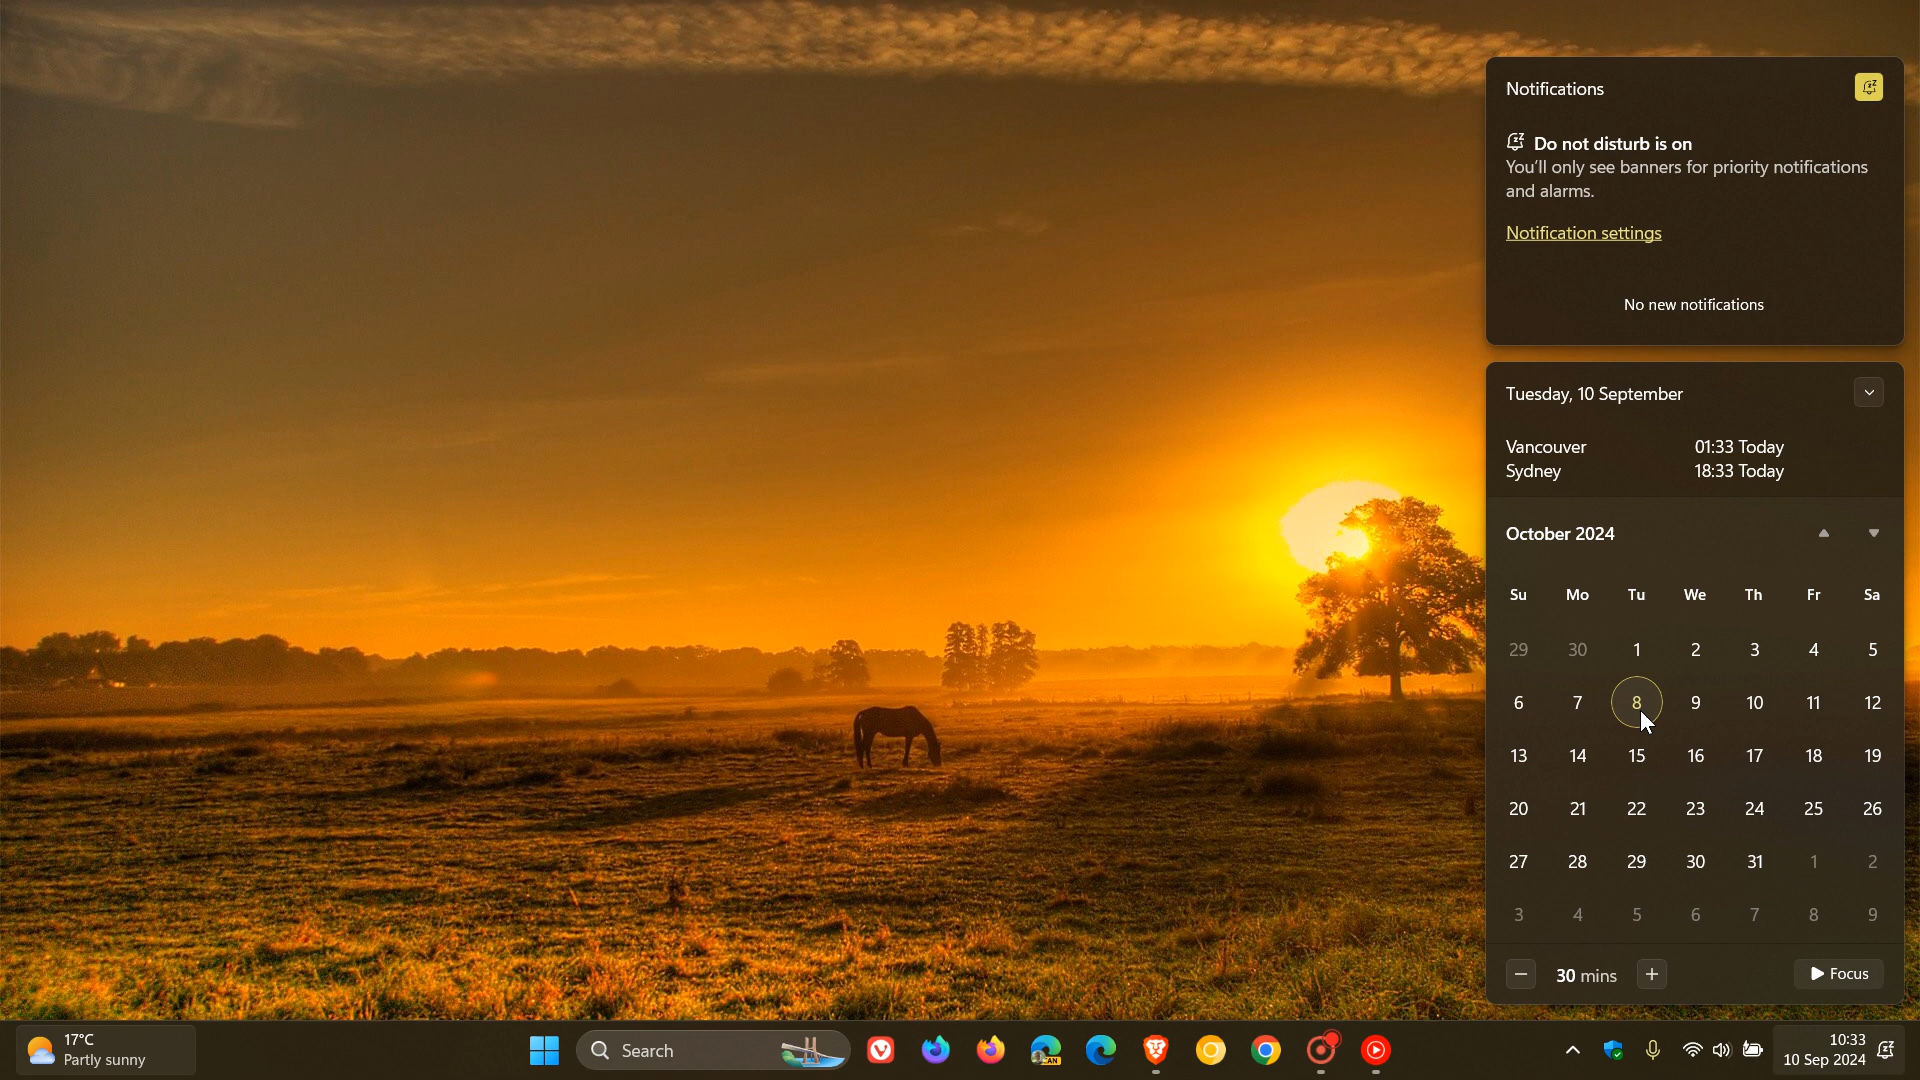 Notifications
Do not disturb is on
You'll only see banners for priority notifications
and alarms.
Notification settings
No new notifications
Tuesday, 10 September
Vancouver 01:33 Today
Sydney 18:33 Today
October 2024
Su Mo Tu We Th Fr Sa
29 30 1 2 3 4 5
6 7 8 9 10 11 12
13 14 15 16 17 18 19
20 21 22 23 24 25 26
27 28 29 30 31 1 2
3 4 5 6 7 8 9
30 mins Focus
17°C
Partly sunny
Search
CAN
10:33
10 Sep 2024